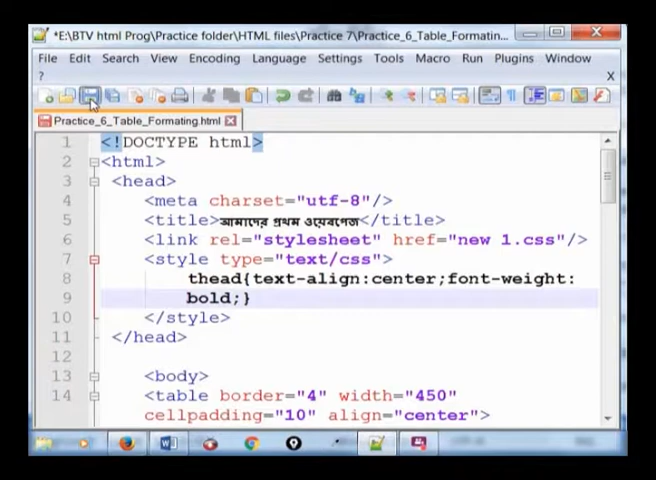 *E:\BTV html Prog\Practice folder\HTML files\Practice 7\Practice_6_Table_Formating....
File Edit Search View Encoding Language Settings Tools Macro Run Plugins Window
? X
Practice_6_Table_Formating.html
1 <!DOCTYPE html>
2 <html>
3 <head>
4 <meta charset="utf-8"/>
5 <title>আমাদের প্রথম ওয়েবপেজ</title>
6 <link rel="stylesheet" href="new 1.css"/>
7 <style type="text/css">
8 thead{text-align:center;font-weight:
9 bold;}
10 </style>
11 </head>
12
13 <body>
14 <table border="4" width="450"
cellpadding="10" align="center">